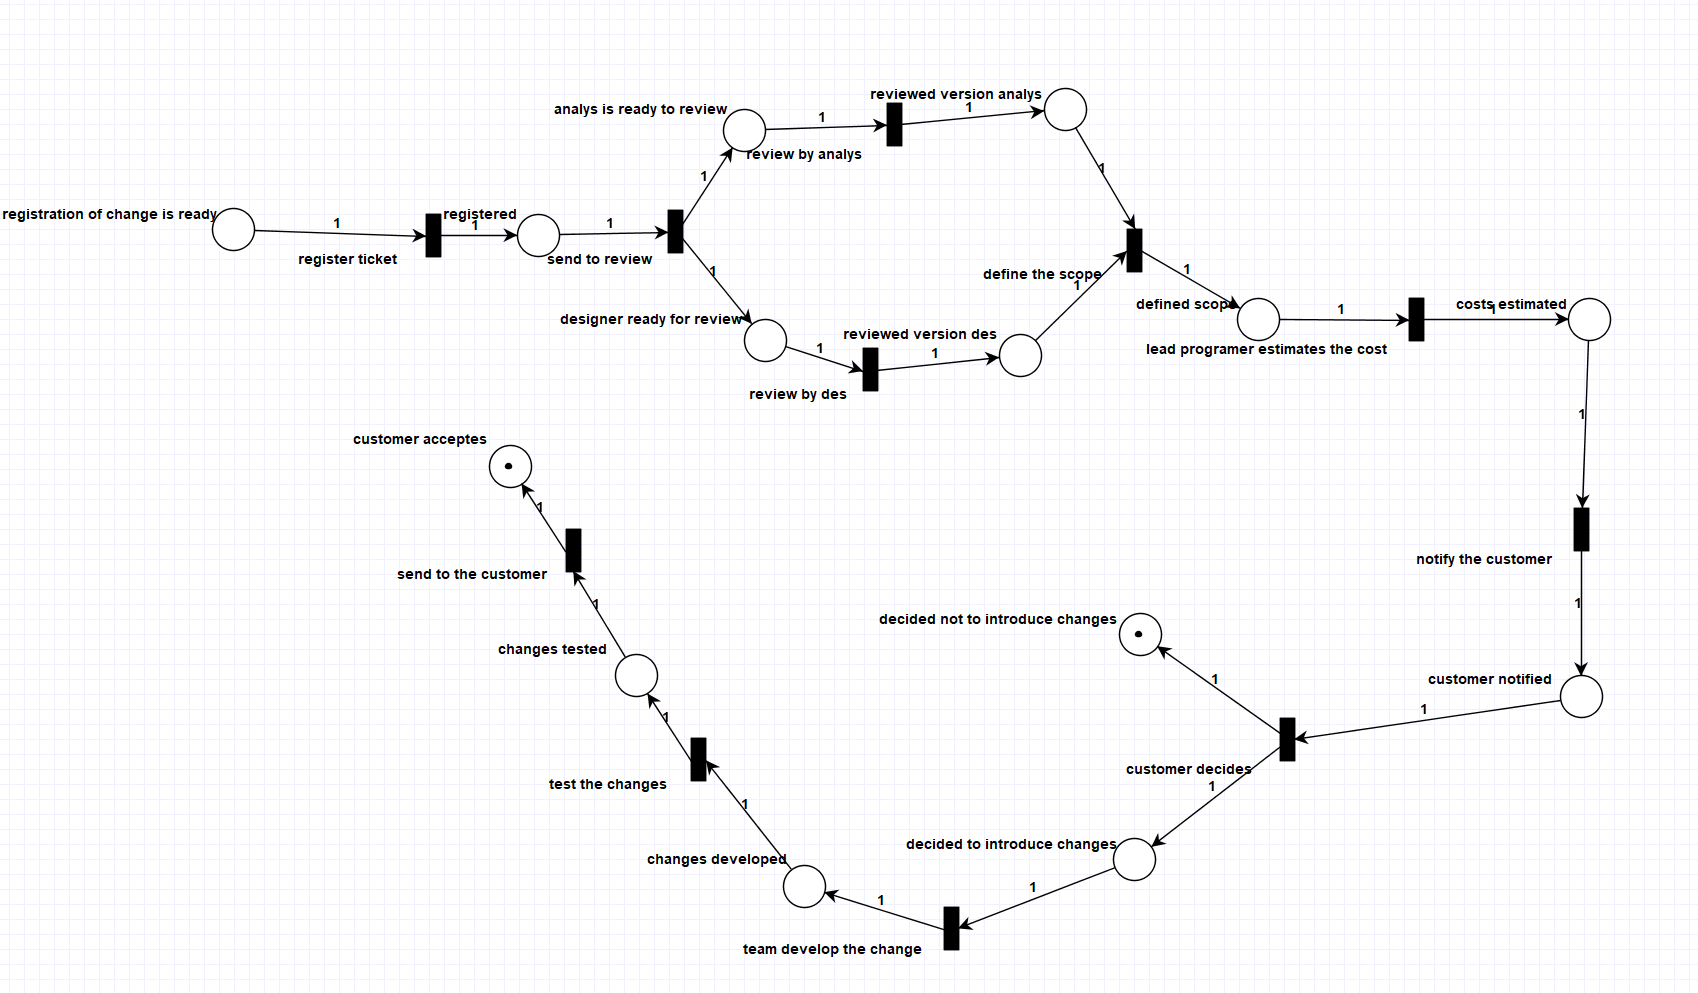 registration of change is ready
1
register ticket
registered
1
1
send to review
1
1
analys is ready to review
1
review by analys
reviewed version analys
1
1
designer ready for review
1
review by des
reviewed version des
1
1
define the scope
1
defined scope
1
lead programer estimates the cost
costs estimated
1
1
notify the customer
1
customer notified
1
customer decides
1
decided not to introduce changes
1
decided to introduce changes
1
team develop the change
1
changes developed
1
test the changes
1
changes tested
1
send to the customer
1
customer acceptes